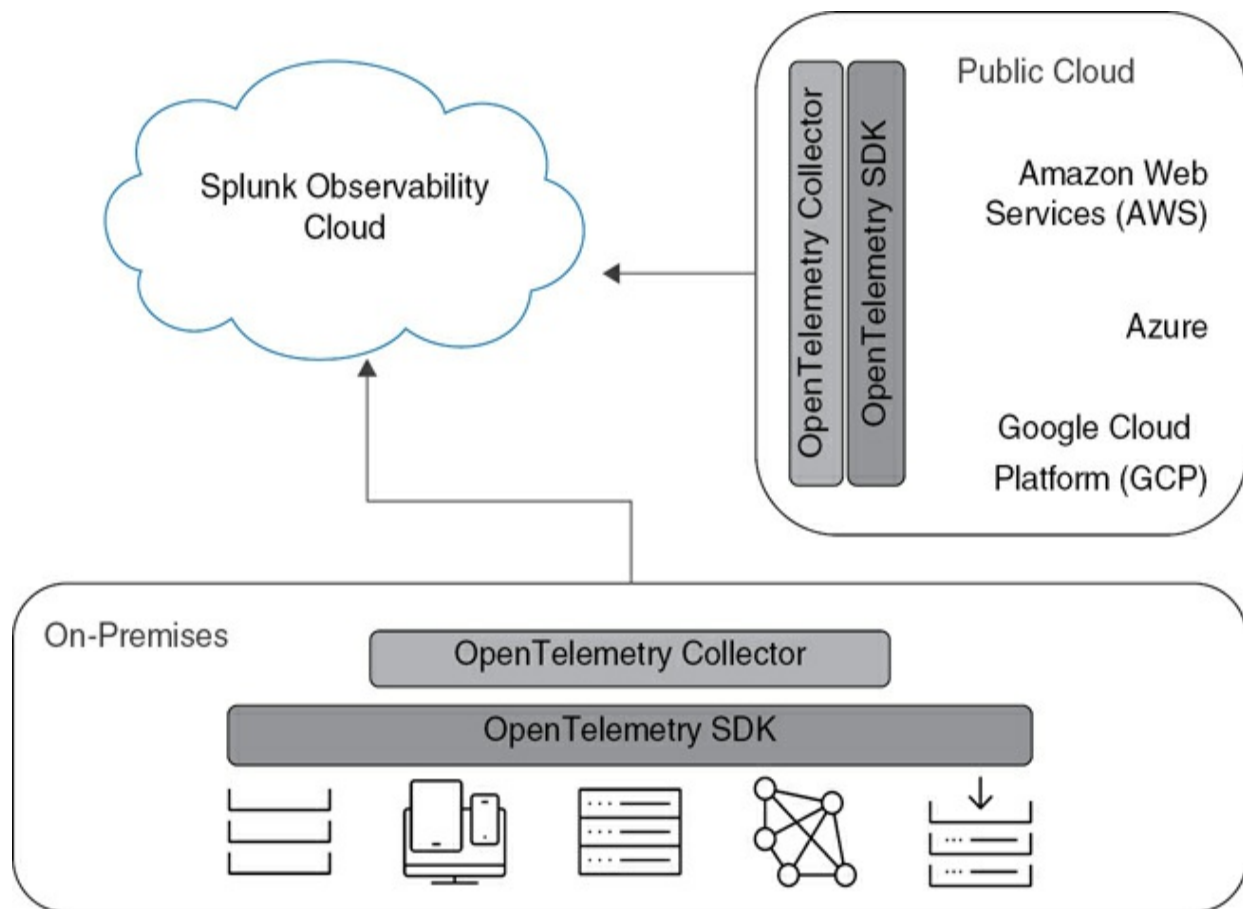 Splunk Observability
Cloud
Public Cloud
OpenTelemetry Collector
OpenTelemetry SDK
Amazon Web
Services (AWS)
Azure
Google Cloud
Platform (GCP)
On-Premises
OpenTelemetry Collector
OpenTelemetry SDK